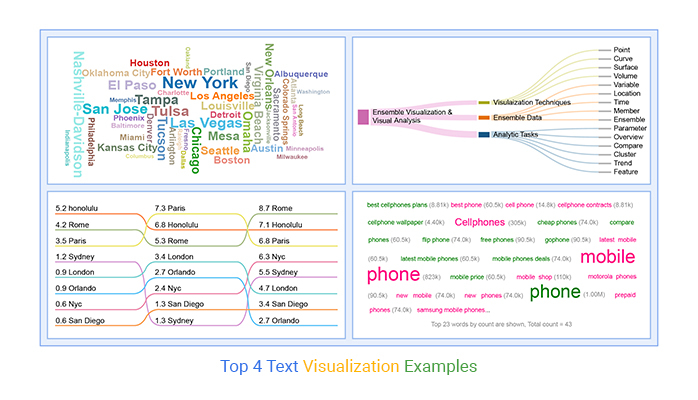 Nashville-Davidson
Houston
Oklahoma City
Fort Worth
Portland
Oakland
San Diego
New Orleans
Albuquerque
El Paso
New York
Virginia Beach
Sacramento
Colorado Springs
Atlanta
Washington
Memphis
Tampa
Charlotte
Los Angeles
Jacksonville
Long Beach
San Jose
Tulsa
Louisville
Phoenix
Detroit
Baltimore
Las Vegas
Omaha
Philadelphia
Indianapolis
Miami
Denver
Tucson
Arlington
Fresno
Dallas
Chicago
Mesa
Kansas City
Columbus
Seattle
Boston
Austin
Minneapolis
Milwaukee
Ensemble Visualization &
Visual Analysis
Visulaization Techniques
Ensemble Data
Analytic Tasks
Point
Curve
Surface
Volume
Variable
Location
Time
Member
Ensemble
Parameter
Overview
Compare
Cluster
Trend
Feature
5.2 honolulu 7.3 Paris 8.7 Rome
4.2 Rome 6.8 Honolulu 7.1 Honolulu
3.5 Paris 5.3 Rome 6.8 Paris
1.2 Sydney 3.4 London 6.3 Nyc
0.9 London 2.7 Orlando 5.5 Sydney
0.9 Orlando 2.4 Nyc 4.7 London
0.6 Nyc 1.3 San Diego 3.4 San Diego
0.6 San Diego 1.3 Sydney 2.7 Orlando
best cellphones plans (8.81k) best phone (60.5k) cell phone (14.8k) cellphone contracts (8.81k)
cellphone wallpaper (4.40k) Cellphones (305k) cheap phones (74.0k) compare
phones (60.5k) flip phone (74.0k) free phones (90.5k) gophone (90.5k) latest mobile
(60.5k) latest mobile phones (60.5k) mobile phones deals (74.0k) mobile
phone (823k) mobile price (60.5k) mobile shop (110k) motorola phones
(90.5k) new mobile (74.0k) new phones (74.0k) phone (1.00M) prepaid
phones (74.0k) samsung mobile phones...
Top 23 words by count are shown, Total count = 43
Top 4 Text Visualization Examples